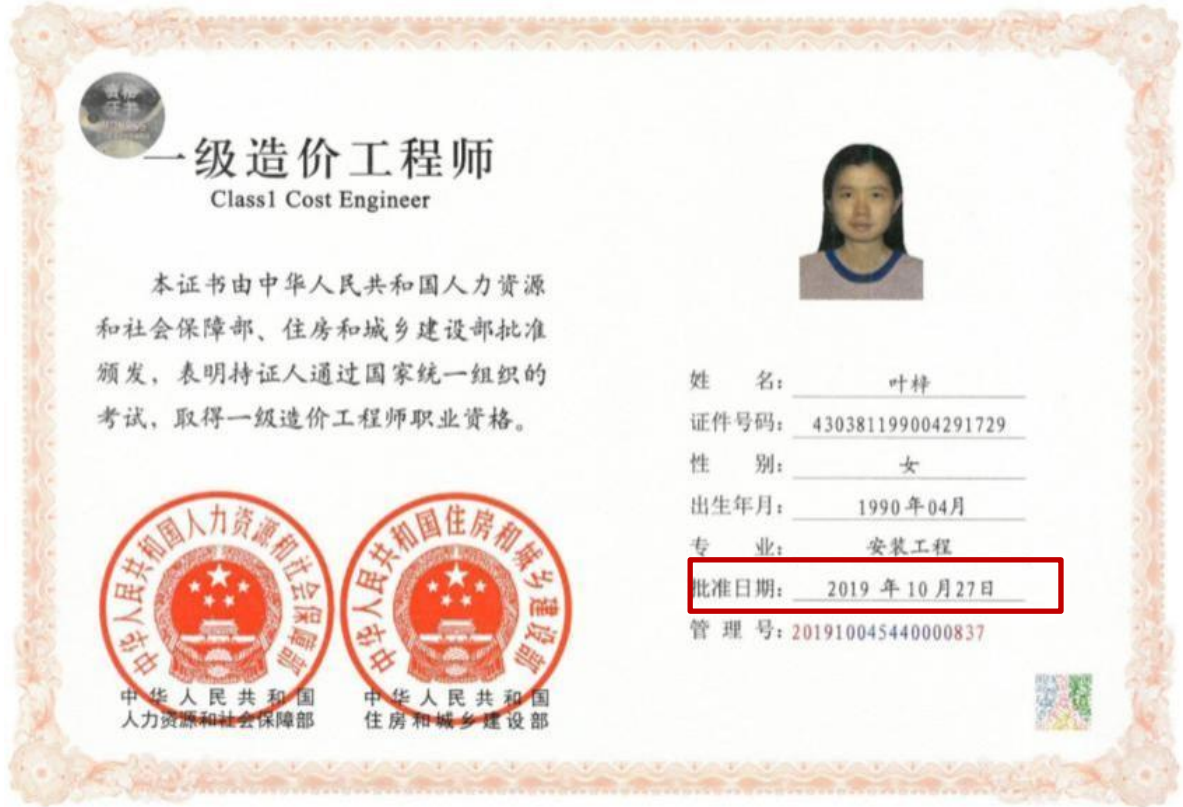 资格
证书
一级造价工程师
Class1 Cost Engineer
本证书由中华人民共和国人力资源
和社会保障部、住房和城乡建设部批准
颁发，表明持证人通过国家统一组织的
考试，取得一级造价工程师职业资格。
中华人民共和国人力资源和社会保障部
中华人民共和国住房和城乡建设部
中华人民共和国
人力资源和社会保障部
中华人民共和国
住房和城乡建设部
姓 名： 叶梓
证件号码： 430381199004291729
性 别： 女
出生年月： 1990年04月
专 业： 安装工程
批准日期： 2019 年 10 月27日
管 理 号：201910045440000837